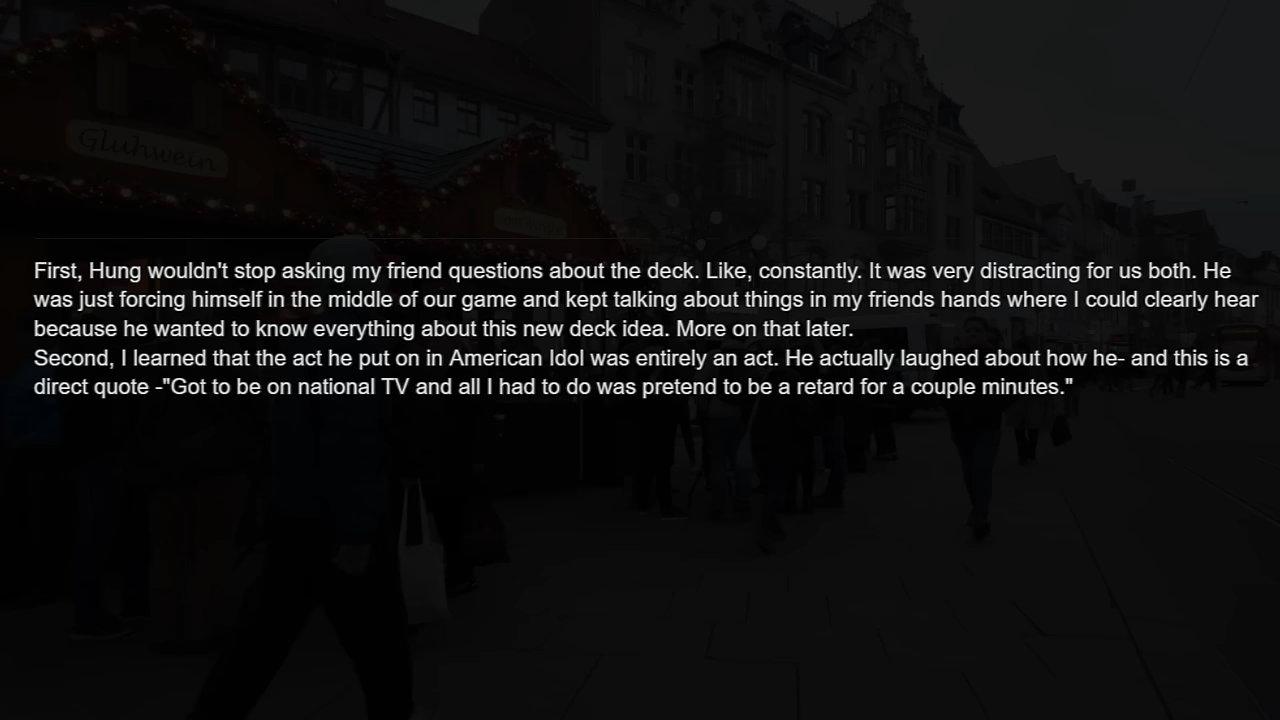 Glühwein
First, Hung wouldn't stop asking my friend questions about the deck. Like, constantly. It was very distracting for us both. He
was just forcing himself in the middle of our game and kept talking about things in my friends hands where I could clearly hear
because he wanted to know everything about this new deck idea. More on that later.
Second, I learned that the act he put on in American Idol was entirely an act. He actually laughed about how he- and this is a
direct quote -"Got to be on national TV and all I had to do was pretend to be a retard for a couple minutes."